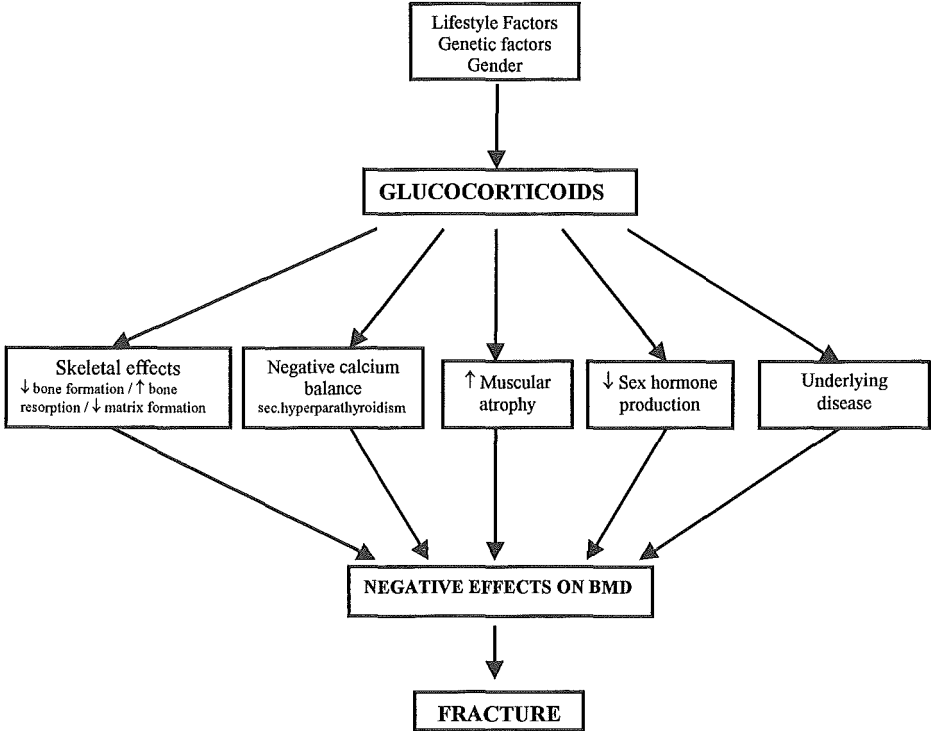 Lifestyle Factors
Genetic factors
Gender
GLUCOCORTICOIDS
Skeletal effects
↓ bone formation / ↑ bone
resorption / ↓ matrix formation
Negative calcium
balance
sec.hyperparathyroidism
↑ Muscular
atrophy
↓ Sex hormone
production
Underlying
disease
NEGATIVE EFFECTS ON BMD
FRACTURE